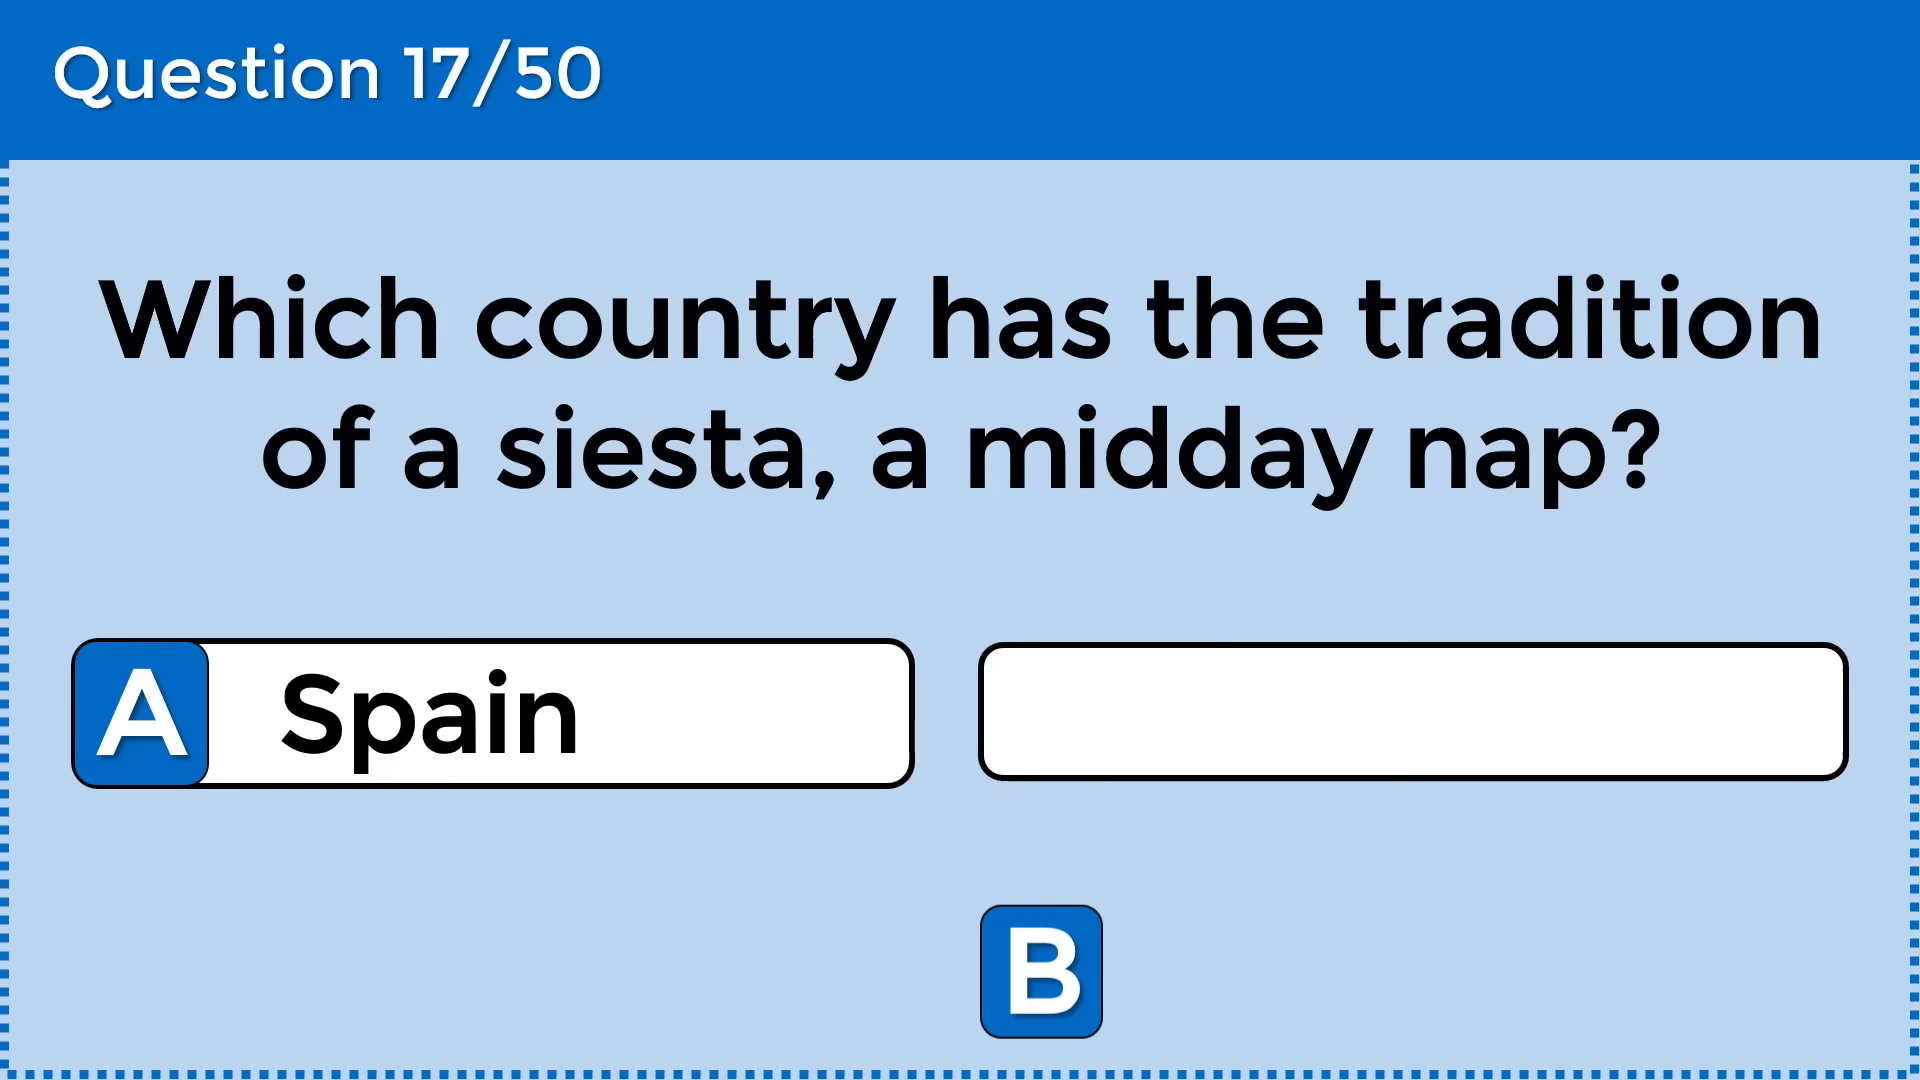 Question 17/50
Which country has the tradition
of a siesta, a midday nap?
A Spain
B